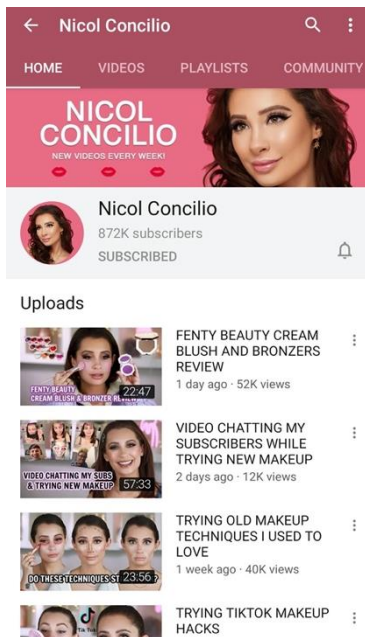 Nicol Concilio
HOME VIDEOS PLAYLISTS COMMUNITY
NICOL
CONCILIO
NEW VIDEOS EVERY WEEK!
Nicol Concilio
872K subscribers
SUBSCRIBED
Uploads
FENTY BEAUTY
CREAM BLUSH & BRONZER
22:47
FENTY BEAUTY CREAM
BLUSH AND BRONZERS
REVIEW
1 day ago · 52K views
VIDEO CHATTING MY SUBS
& TRYING NEW MAKEUP
57:33
VIDEO CHATTING MY
SUBSCRIBERS WHILE
TRYING NEW MAKEUP
2 days ago · 12K views
DO THESE TECHNIQUES ST
23:56
TRYING OLD MAKEUP
TECHNIQUES I USED TO
LOVE
1 week ago · 40K views
TRYING TIKTOK MAKEUP
HACKS